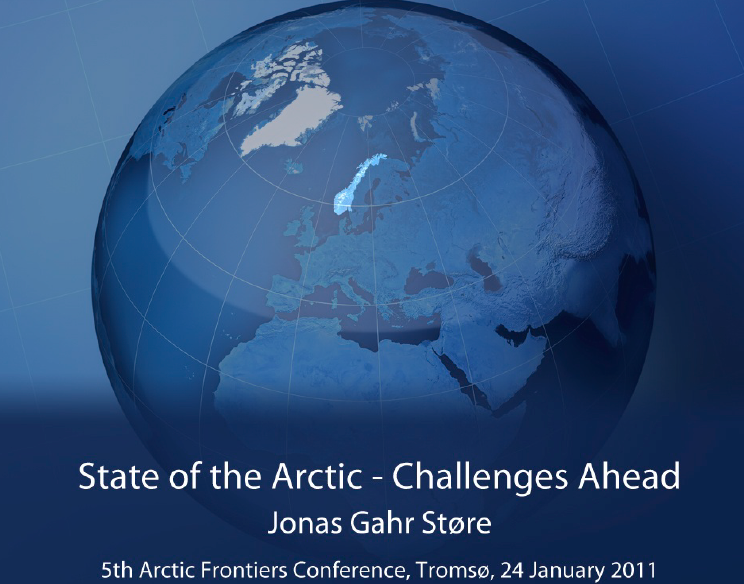 State of the Arctic - Challenges Ahead
Jonas Gahr Støre
5th Arctic Frontiers Conference, Tromsø, 24 January 2011